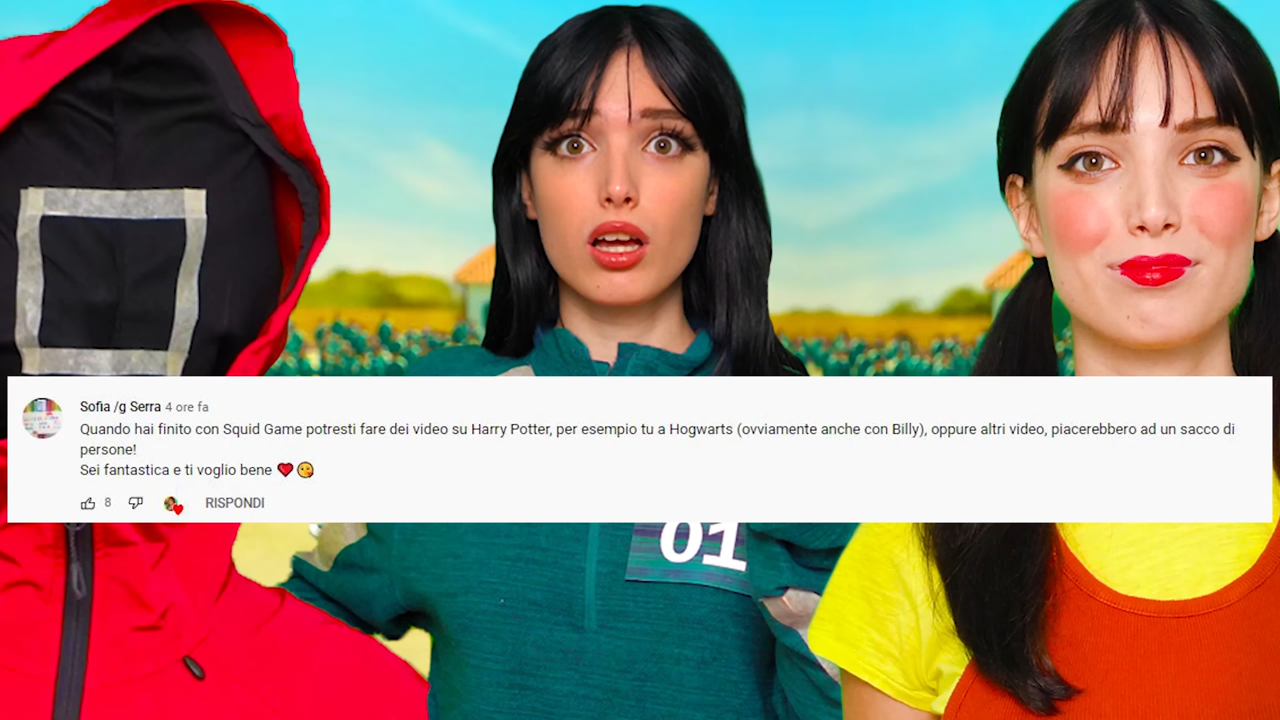 Sofia /g Serra 4 ore fa
Quando hai finito con Squid Game potresti fare dei video su Harry Potter, per esempio tu a Hogwarts (ovviamente anche con Billy), oppure altri video, piacerebbero ad un sacco di
persone!
Sei fantastica e ti voglio bene ❤️😘
8 RISPONDI
01